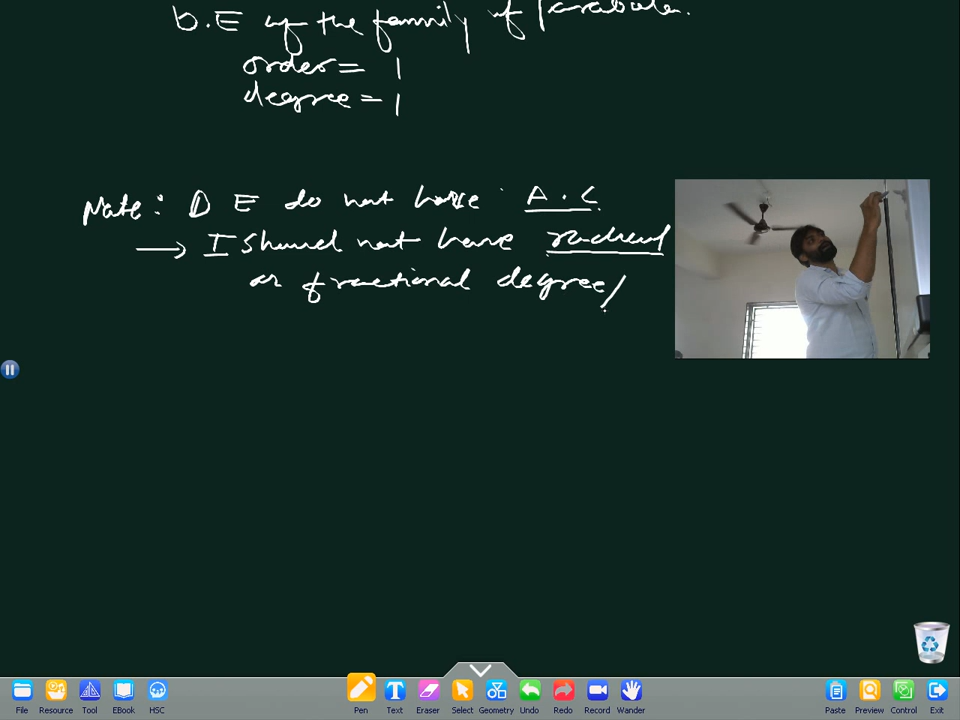 D.E of the family of Parabola.
order = 1
degree = 1
Note: D E do not have A.C.
→ I should not have radical
or fractional degree/
File Resource Tool EBook HSC Pen Text Eraser Select Geometry Undo Redo Record Wander Paste Preview Control Exit